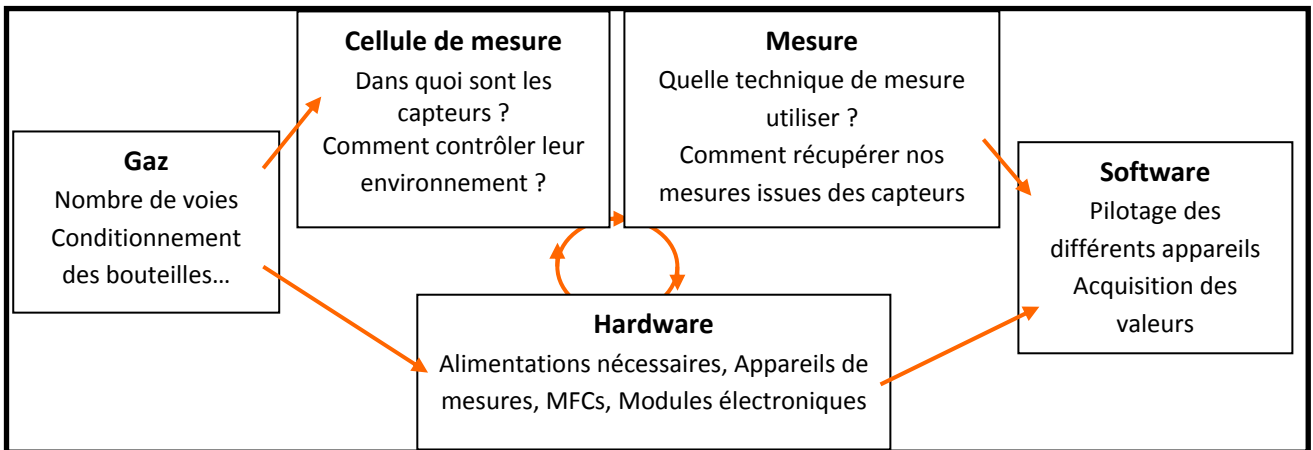 Gaz
Nombre de voies
Conditionnement
des bouteilles…
Cellule de mesure
Dans quoi sont les
capteurs ?
Comment contrôler leur
environnement ?
Mesure
Quelle technique de mesure
utiliser ?
Comment récupérer nos
mesures issues des capteurs
Hardware
Alimentations nécessaires, Appareils de
mesures, MFCs, Modules électroniques
Software
Pilotage des
différents appareils
Acquisition des
valeurs